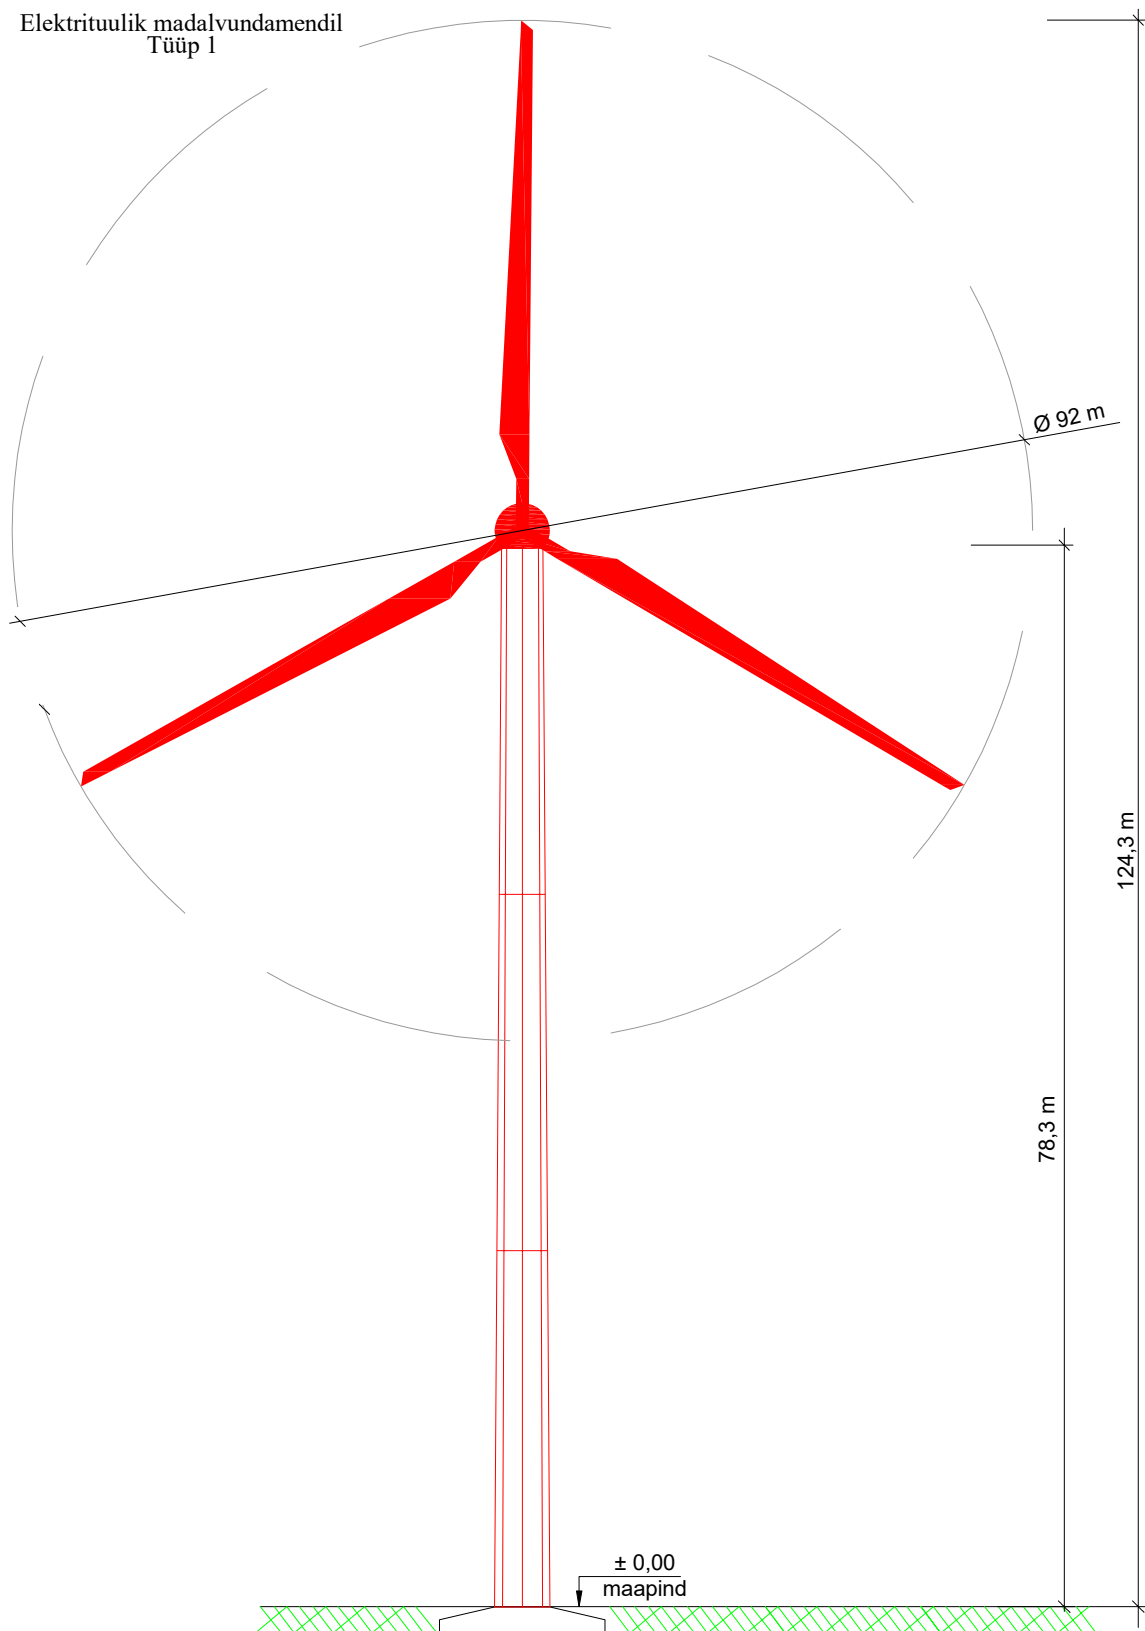 Elektrituulik madalvundamendil
Tüüp 1
Ø 92 m
124,3 m
78,3 m
± 0,00
maapind